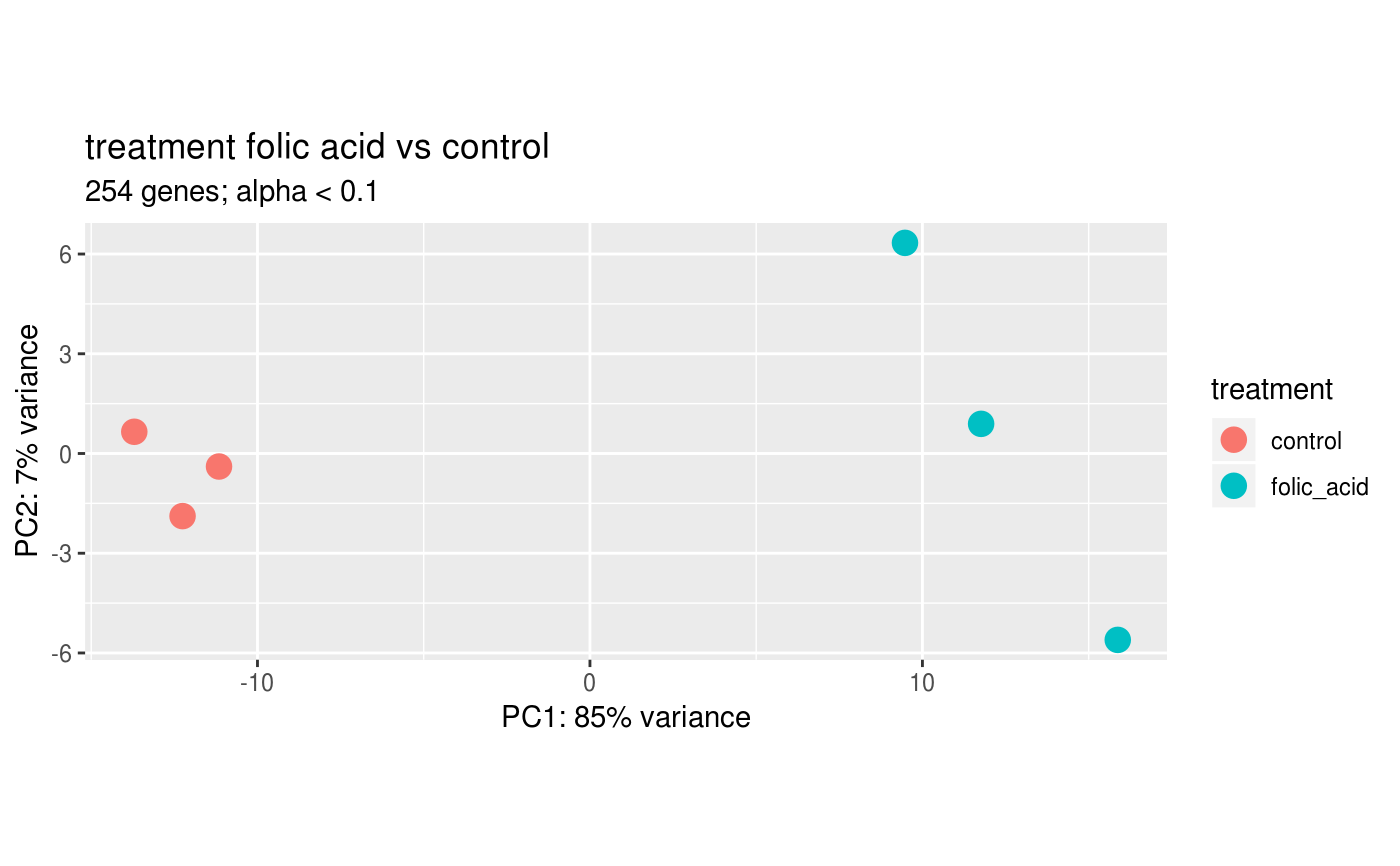 treatment folic acid vs control
254 genes; alpha < 0.1
PC2: 7% variance
6
3
0
-3
-6
-10
0
10
PC1: 85% variance
treatment
control
folic_acid